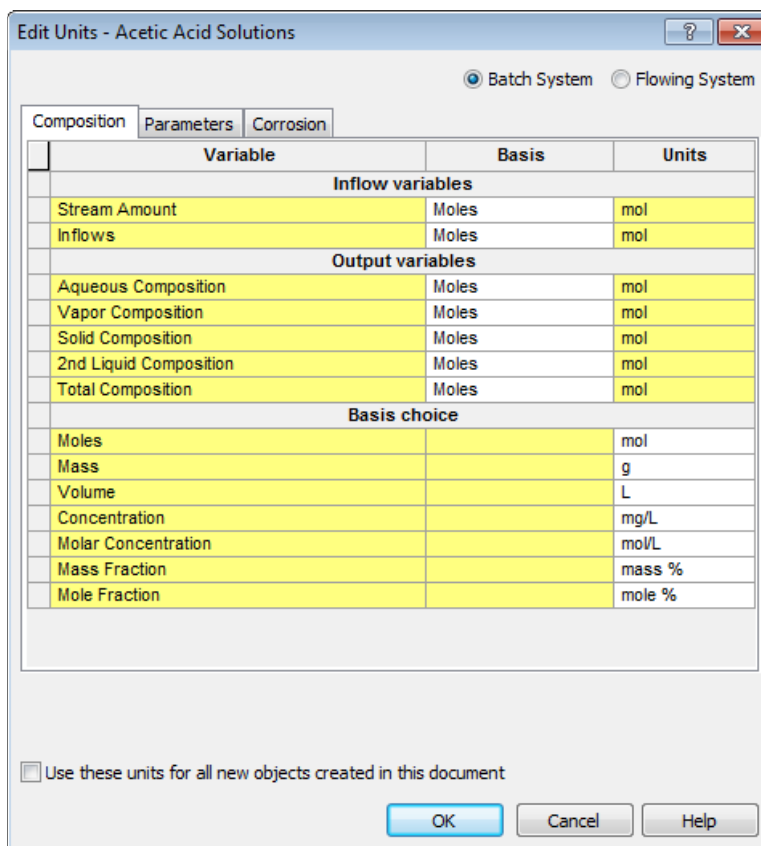 Edit Units - Acetic Acid Solutions
Batch System Flowing System
Composition Parameters Corrosion
Variable Basis Units
Inflow variables
Stream Amount Moles mol
Inflows Moles mol
Output variables
Aqueous Composition Moles mol
Vapor Composition Moles mol
Solid Composition Moles mol
2nd Liquid Composition Moles mol
Total Composition Moles mol
Basis choice
Moles mol
Mass g
Volume L
Concentration mg/L
Molar Concentration mol/L
Mass Fraction mass %
Mole Fraction mole %
Use these units for all new objects created in this document
OK Cancel Help